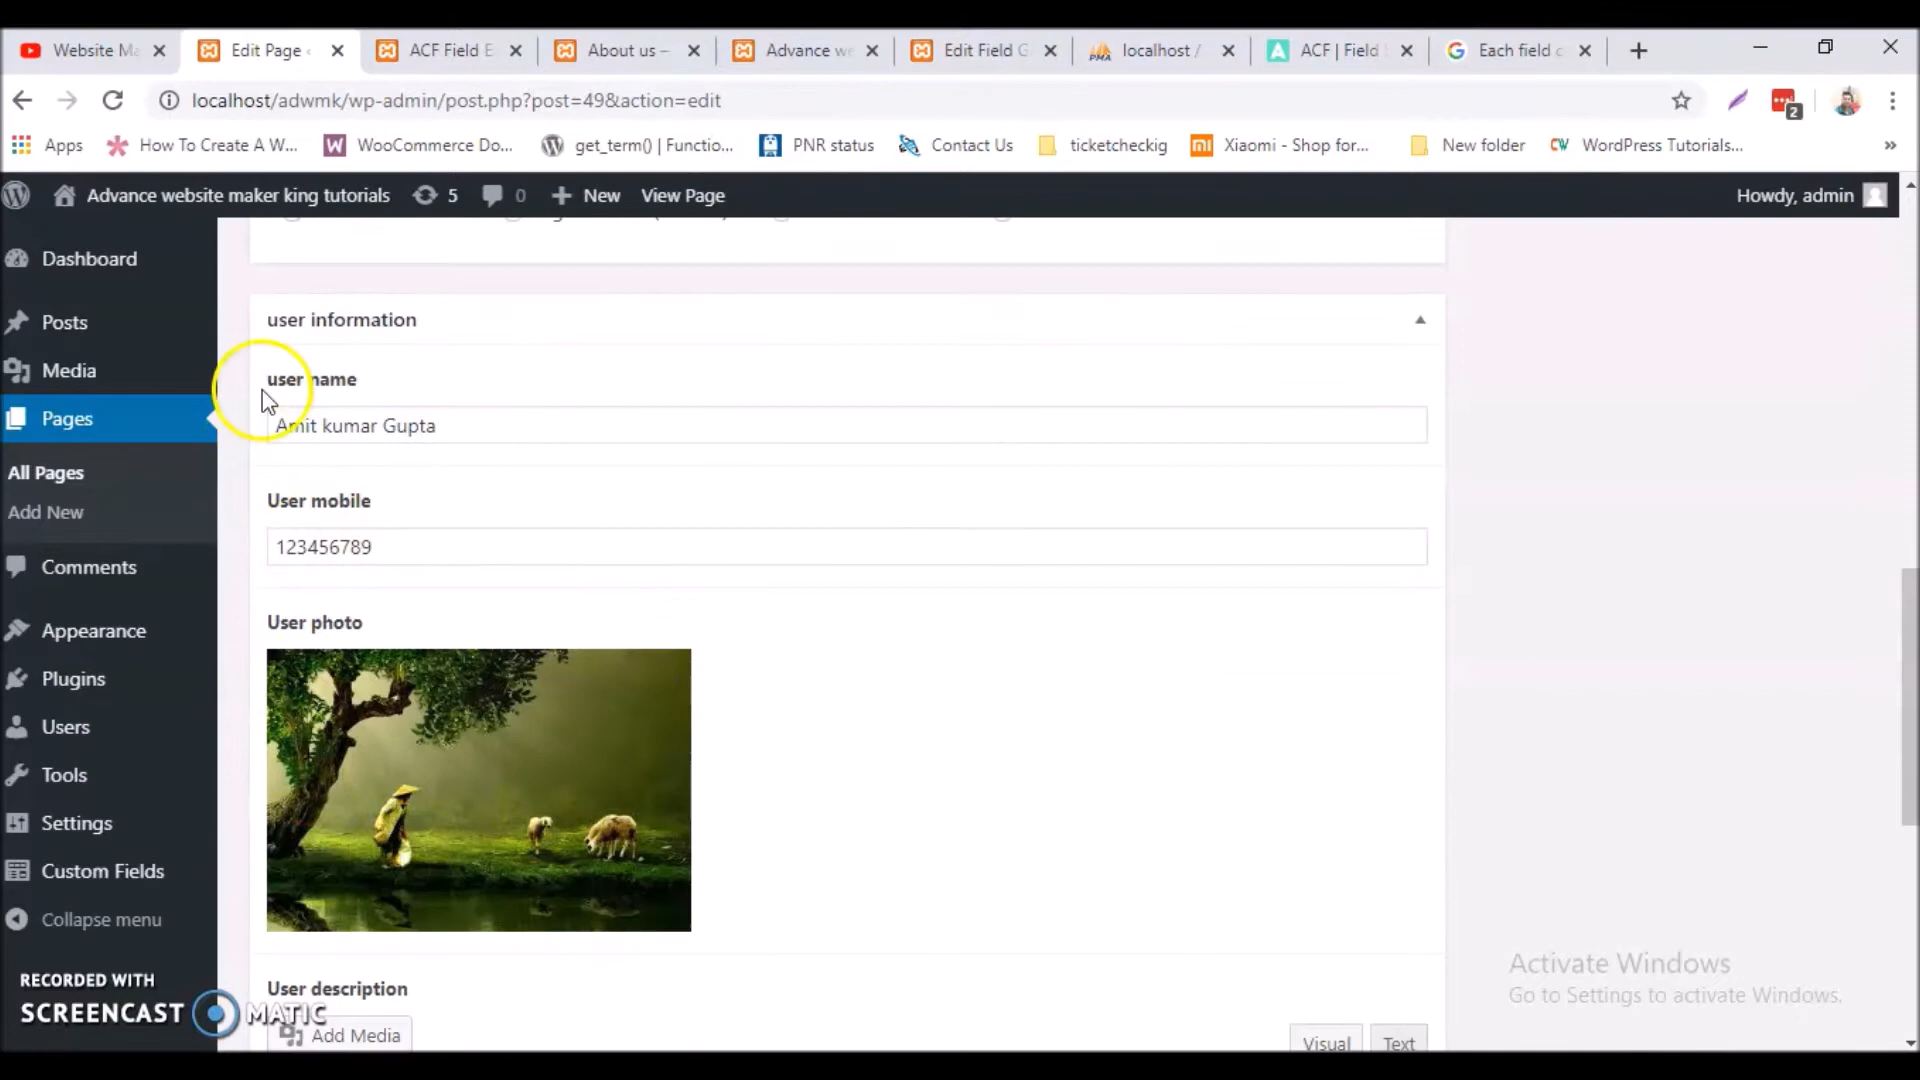 Website Ma
Edit Page
ACF Field E
About us –
Advance we
Edit Field G
localhost /
ACF | Field
Each field c
localhost/adwmk/wp-admin/post.php?post=49&action=edit
2
Apps
How To Create A W...
WooCommerce Do...
get_term() | Functio...
PNR status
Contact Us
ticketcheckig
Xiaomi - Shop for...
New folder
WordPress Tutorials...
»
Advance website maker king tutorials
5
0
New
View Page
Howdy, admin
Dashboard
Posts
Media
Pages
All Pages
Add New
Comments
Appearance
Plugins
Users
Tools
Settings
Custom Fields
Collapse menu
user information
user name
Amit kumar Gupta
User mobile
123456789
User photo
User description
Add Media
Visual
Text
Activate Windows
Go to Settings to activate Windows.
RECORDED WITH
SCREENCAST MATIC